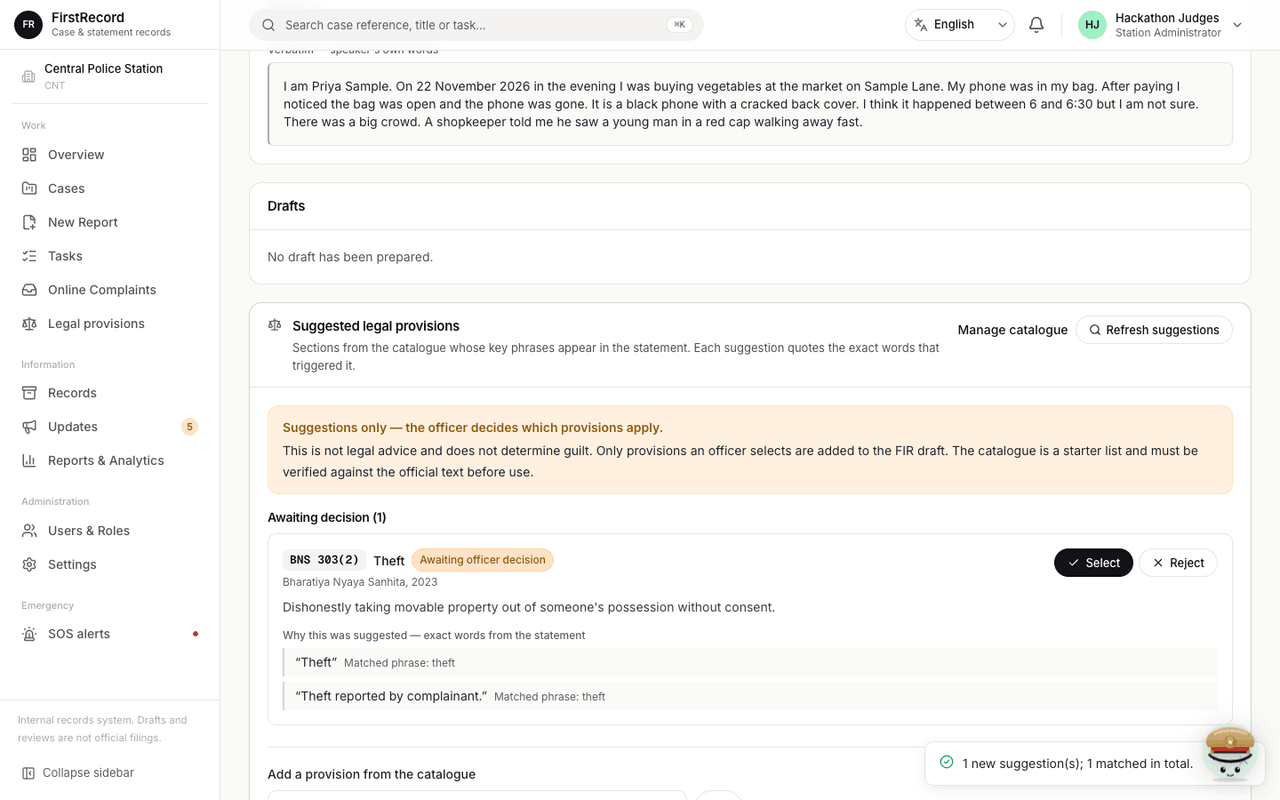 FR
FirstRecord
Case & statement records
Search case reference, title or task...
⌘K
English
HJ
Hackathon Judges
Station Administrator
Central Police Station
CNT
Work
Overview
Cases
New Report
Tasks
Online Complaints
Legal provisions
Information
Records
Updates
5
Reports & Analytics
Administration
Users & Roles
Settings
Emergency
SOS alerts
Internal records system. Drafts and
reviews are not official filings.
Collapse sidebar
Verbatim — speaker's own words
I am Priya Sample. On 22 November 2026 in the evening I was buying vegetables at the market on Sample Lane. My phone was in my bag. After paying I
noticed the bag was open and the phone was gone. It is a black phone with a cracked back cover. I think it happened between 6 and 6:30 but I am not sure.
There was a big crowd. A shopkeeper told me he saw a young man in a red cap walking away fast.
Drafts
No draft has been prepared.
Suggested legal provisions
Sections from the catalogue whose key phrases appear in the statement. Each suggestion quotes the exact words that
triggered it.
Manage catalogue
Refresh suggestions
Suggestions only — the officer decides which provisions apply.
This is not legal advice and does not determine guilt. Only provisions an officer selects are added to the FIR draft. The catalogue is a starter list and must be
verified against the official text before use.
Awaiting decision (1)
BNS 303(2) Theft Awaiting officer decision
Select
Reject
Bharatiya Nyaya Sanhita, 2023
Dishonestly taking movable property out of someone's possession without consent.
Why this was suggested — exact words from the statement
“Theft” Matched phrase: theft
“Theft reported by complainant.” Matched phrase: theft
Add a provision from the catalogue
1 new suggestion(s); 1 matched in total.